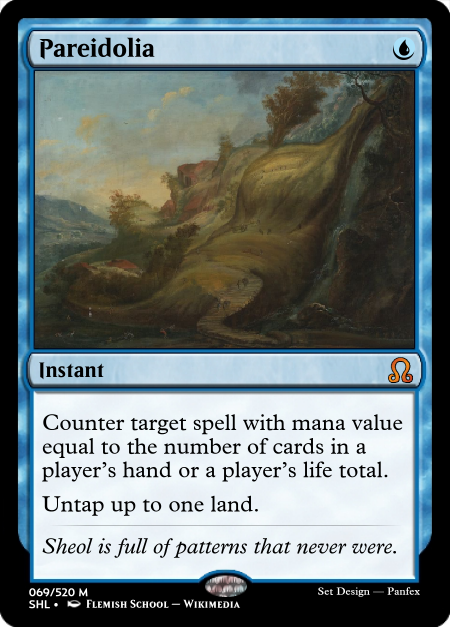 Pareidolia
Instant
Counter target spell with mana value
equal to the number of cards in a
player's hand or a player's life total.
Untap up to one land.
Sheol is full of patterns that never were.
069/520 M
Set Design — Panfex
SHL • Flemish School — Wikimedia